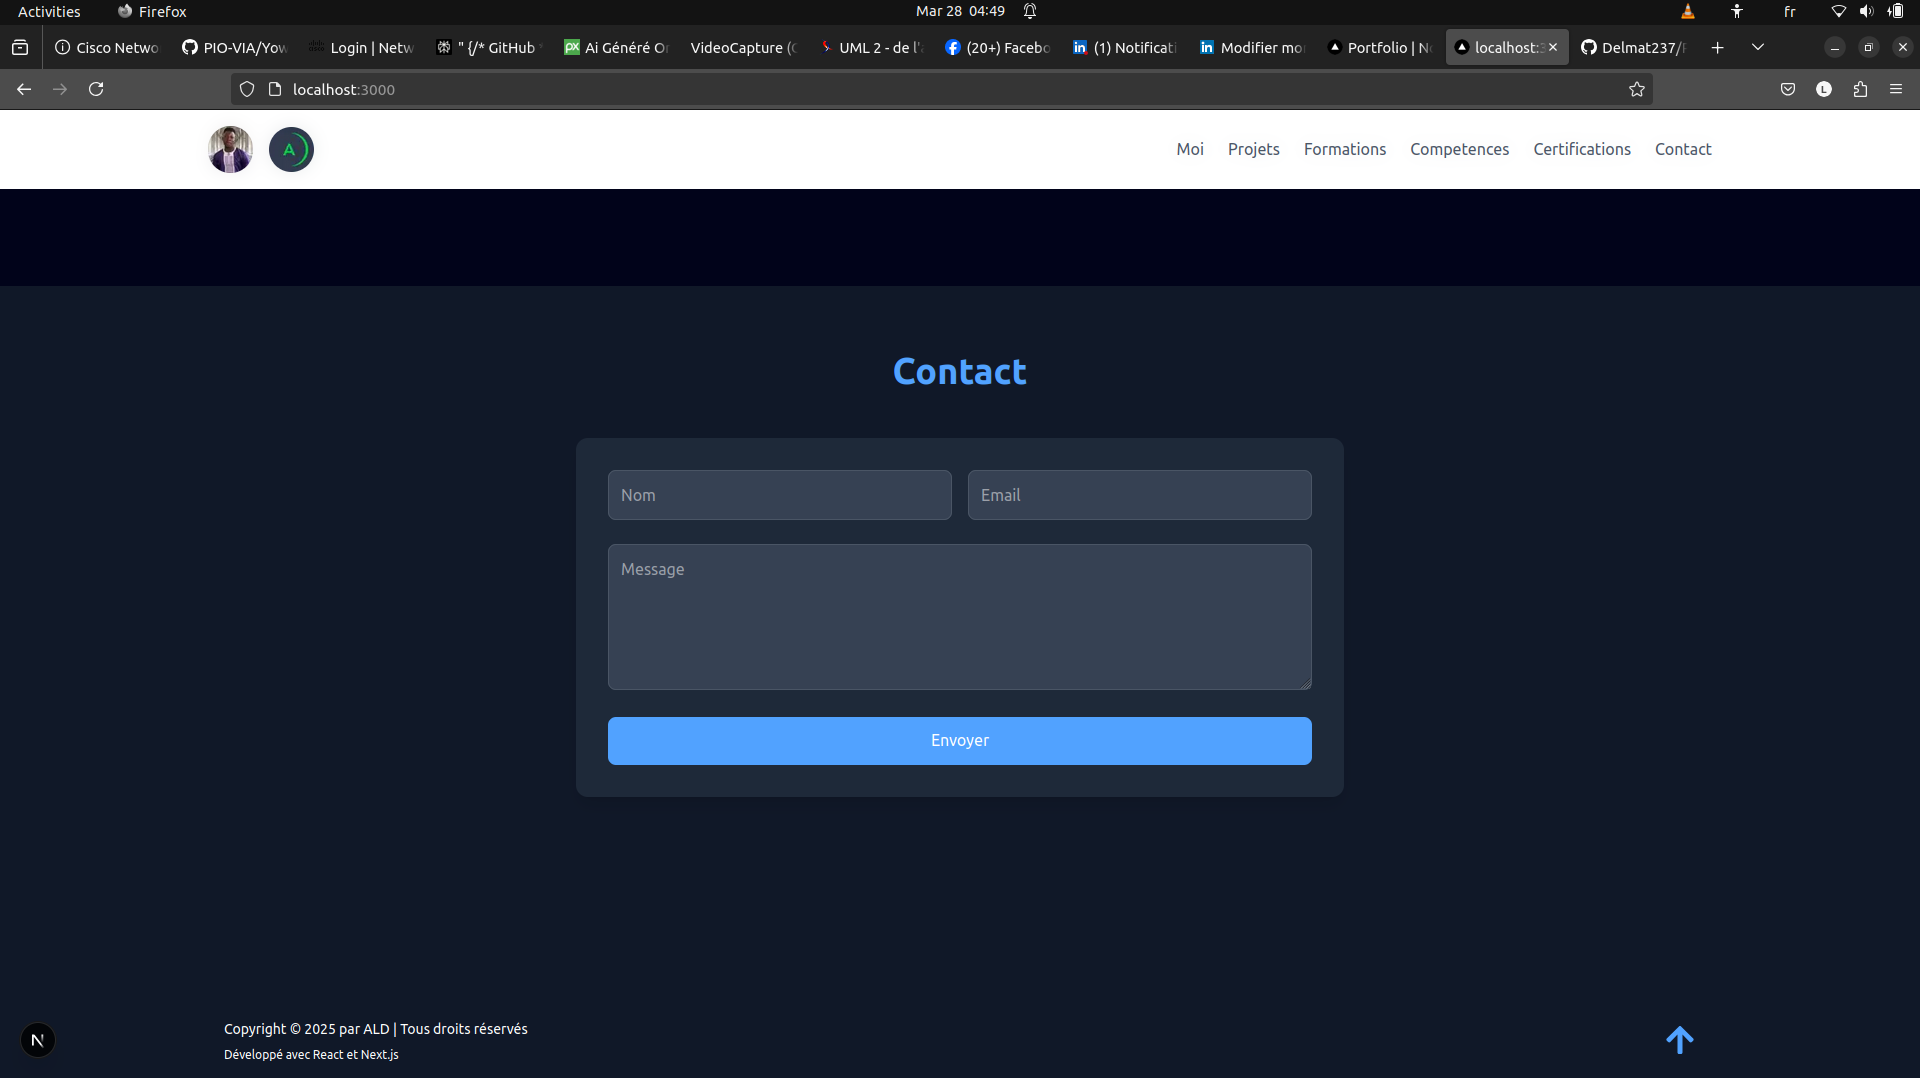 Activities Firefox Mar 28 04:49 fr
Cisco Netwo PIO-VIA/Yow Login | Netw " {/* GitHub Ai Généré Or VideoCapture ( UML 2 - de l' (20+) Facebo (1) Notificati Modifier mo Portfolio | N localhost: Delmat237/
localhost:3000 L
A Moi Projets Formations Competences Certifications Contact
Contact
Nom Email
Message
Envoyer
Copyright © 2025 par ALD | Tous droits réservés
N Développé avec React et Next.js